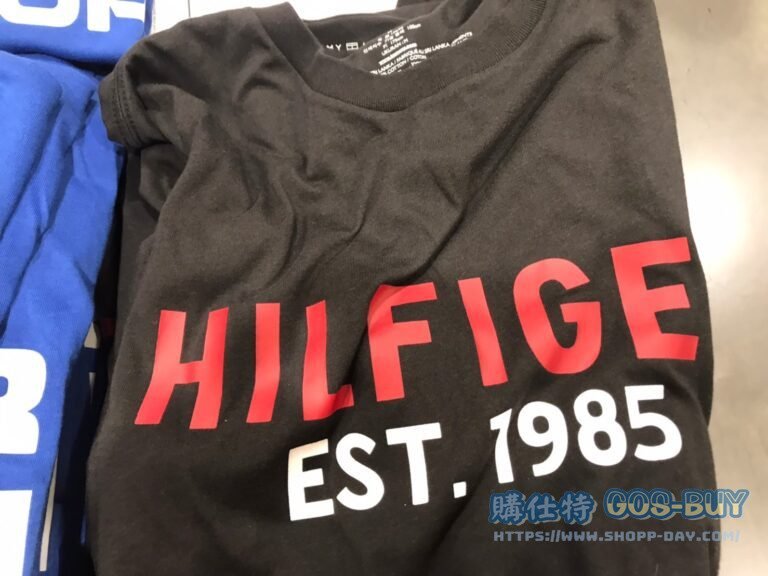 HILFIGE
EST. 1985
購仕特 GOS-BUY
HTTPS://WWW.SHOPP-DAY.COM/